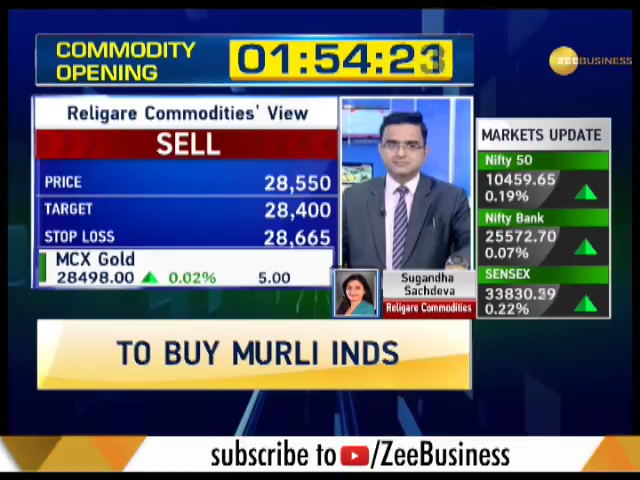 COMMODITY
OPENING
01:54:23
ZEEBUSINESS
Religare Commodities' View
SELL
PRICE 28,550
TARGET 28,400
STOP LOSS 28,665
MCX Gold
28498.00 0.02% 5.00
Sugandha
Sachdeva
Religare Commodities
MARKETS UPDATE
Nifty 50
10459.65
0.19%
Nifty Bank
25572.70
0.07%
SENSEX
0.22%
TO BUY MURLI INDS
subscribe to /ZeeBusiness